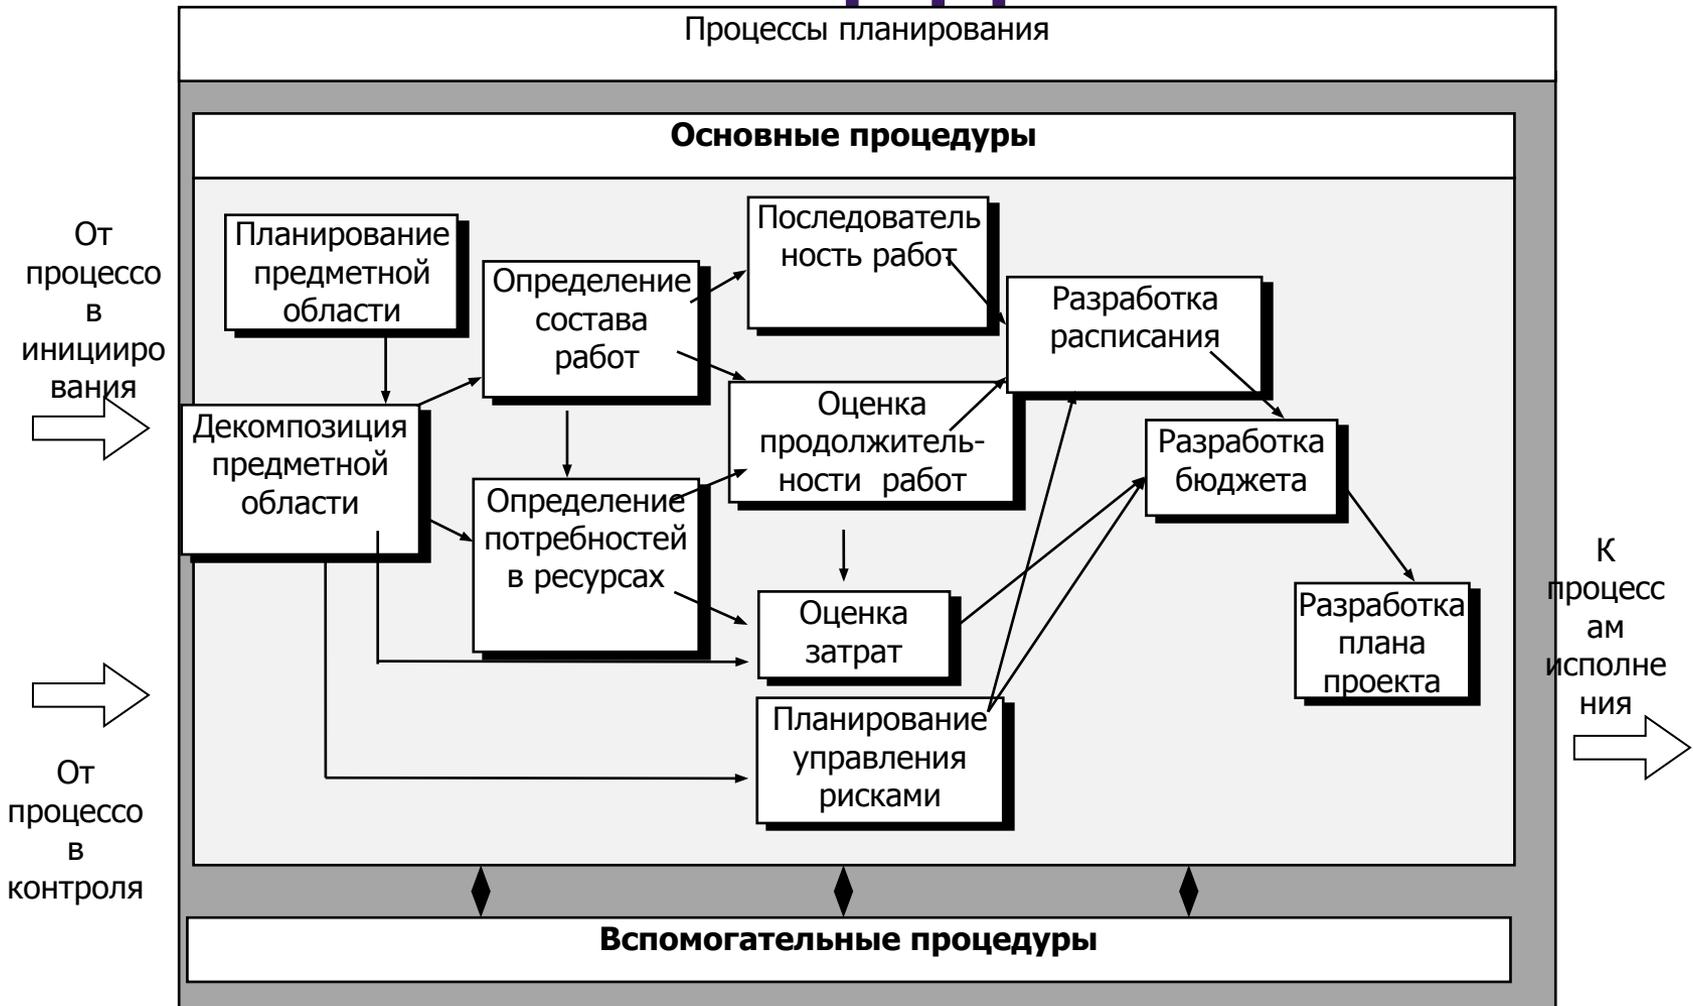 Процессы планирования
Основные процедуры
От
процессо
в
иницииро
вания
Планирование
предметной
области
Определение
состава
работ
Последователь
ность работ
Разработка
расписания
Декомпозиция
предметной
области
Оценка
продолжитель-
ности работ
Разработка
бюджета
Определение
потребностей
в ресурсах
Оценка
затрат
Разработка
плана
проекта
К
процесс
ам
исполне
ния
Планирование
управления
рисками
От
процессо
в
контроля
Вспомогательные процедуры